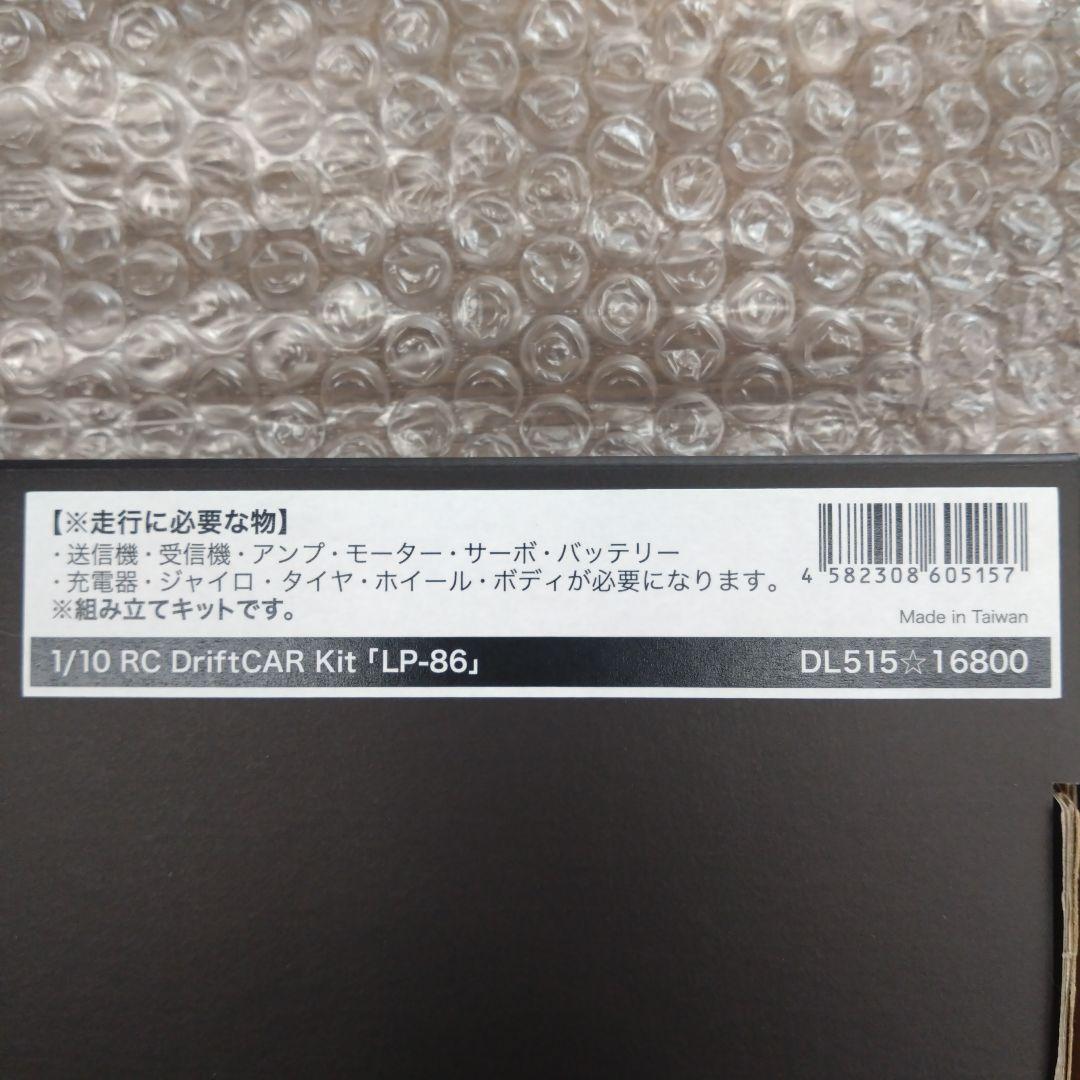 【※走行に必要な物】
・送信機・受信機・アンプ・モーター・サーボ・バッテリー
・充電器・ジャイロ・タイヤ・ホイール・ボディが必要になります。
※組み立てキットです。
4 582308 605157
Made in Taiwan
1/10 RC DriftCAR Kit「LP-86」 DL515☆16800